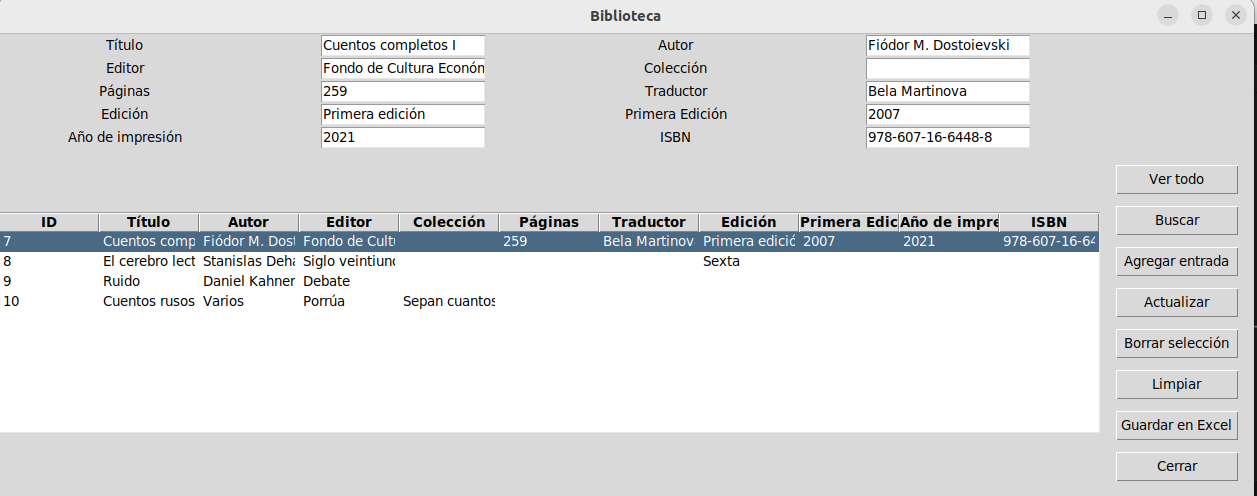 Biblioteca
Título Cuentos completos I Autor Fiódor M. Dostoievski
Editor Fondo de Cultura Económ Colección
Páginas 259 Traductor Bela Martinova
Edición Primera edición Primera Edición 2007
Año de impresión 2021 ISBN 978-607-16-6448-8
Ver todo
Buscar
Agregar entrada
Actualizar
Borrar selección
Limpiar
Guardar en Excel
Cerrar
ID Título Autor Editor Colección Páginas Traductor Edición Primera Edic Año de impre ISBN
7 Cuentos comp Fiódor M. Dost Fondo de Cultu 259 Bela Martinov Primera edició 2007 2021 978-607-16-64
8 El cerebro lect Stanislas Deha Siglo veintiuno Sexta
9 Ruido Daniel Kahnem Debate
10 Cuentos rusos Varios Porrúa Sepan cuantos